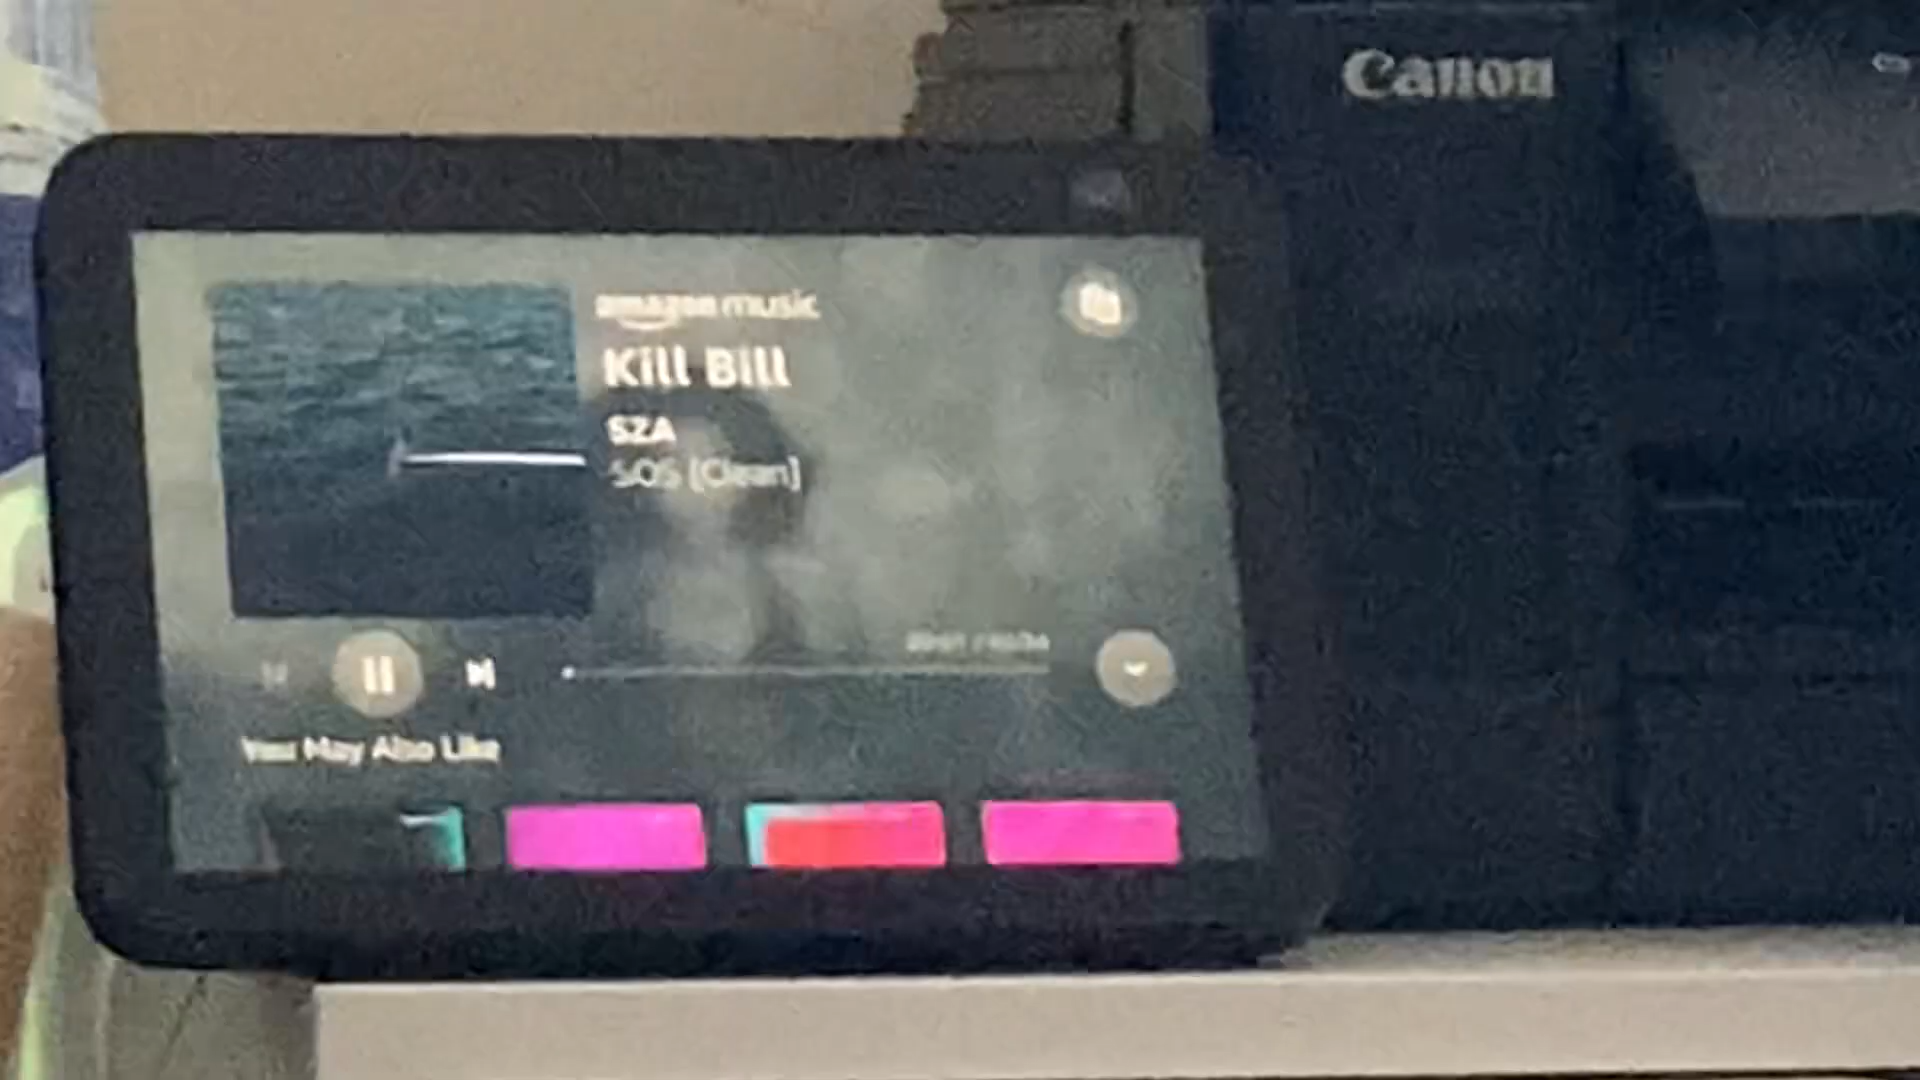 Canon
amazon music
Kill Bill
SZA
SOS [Clean]
You May Also Like